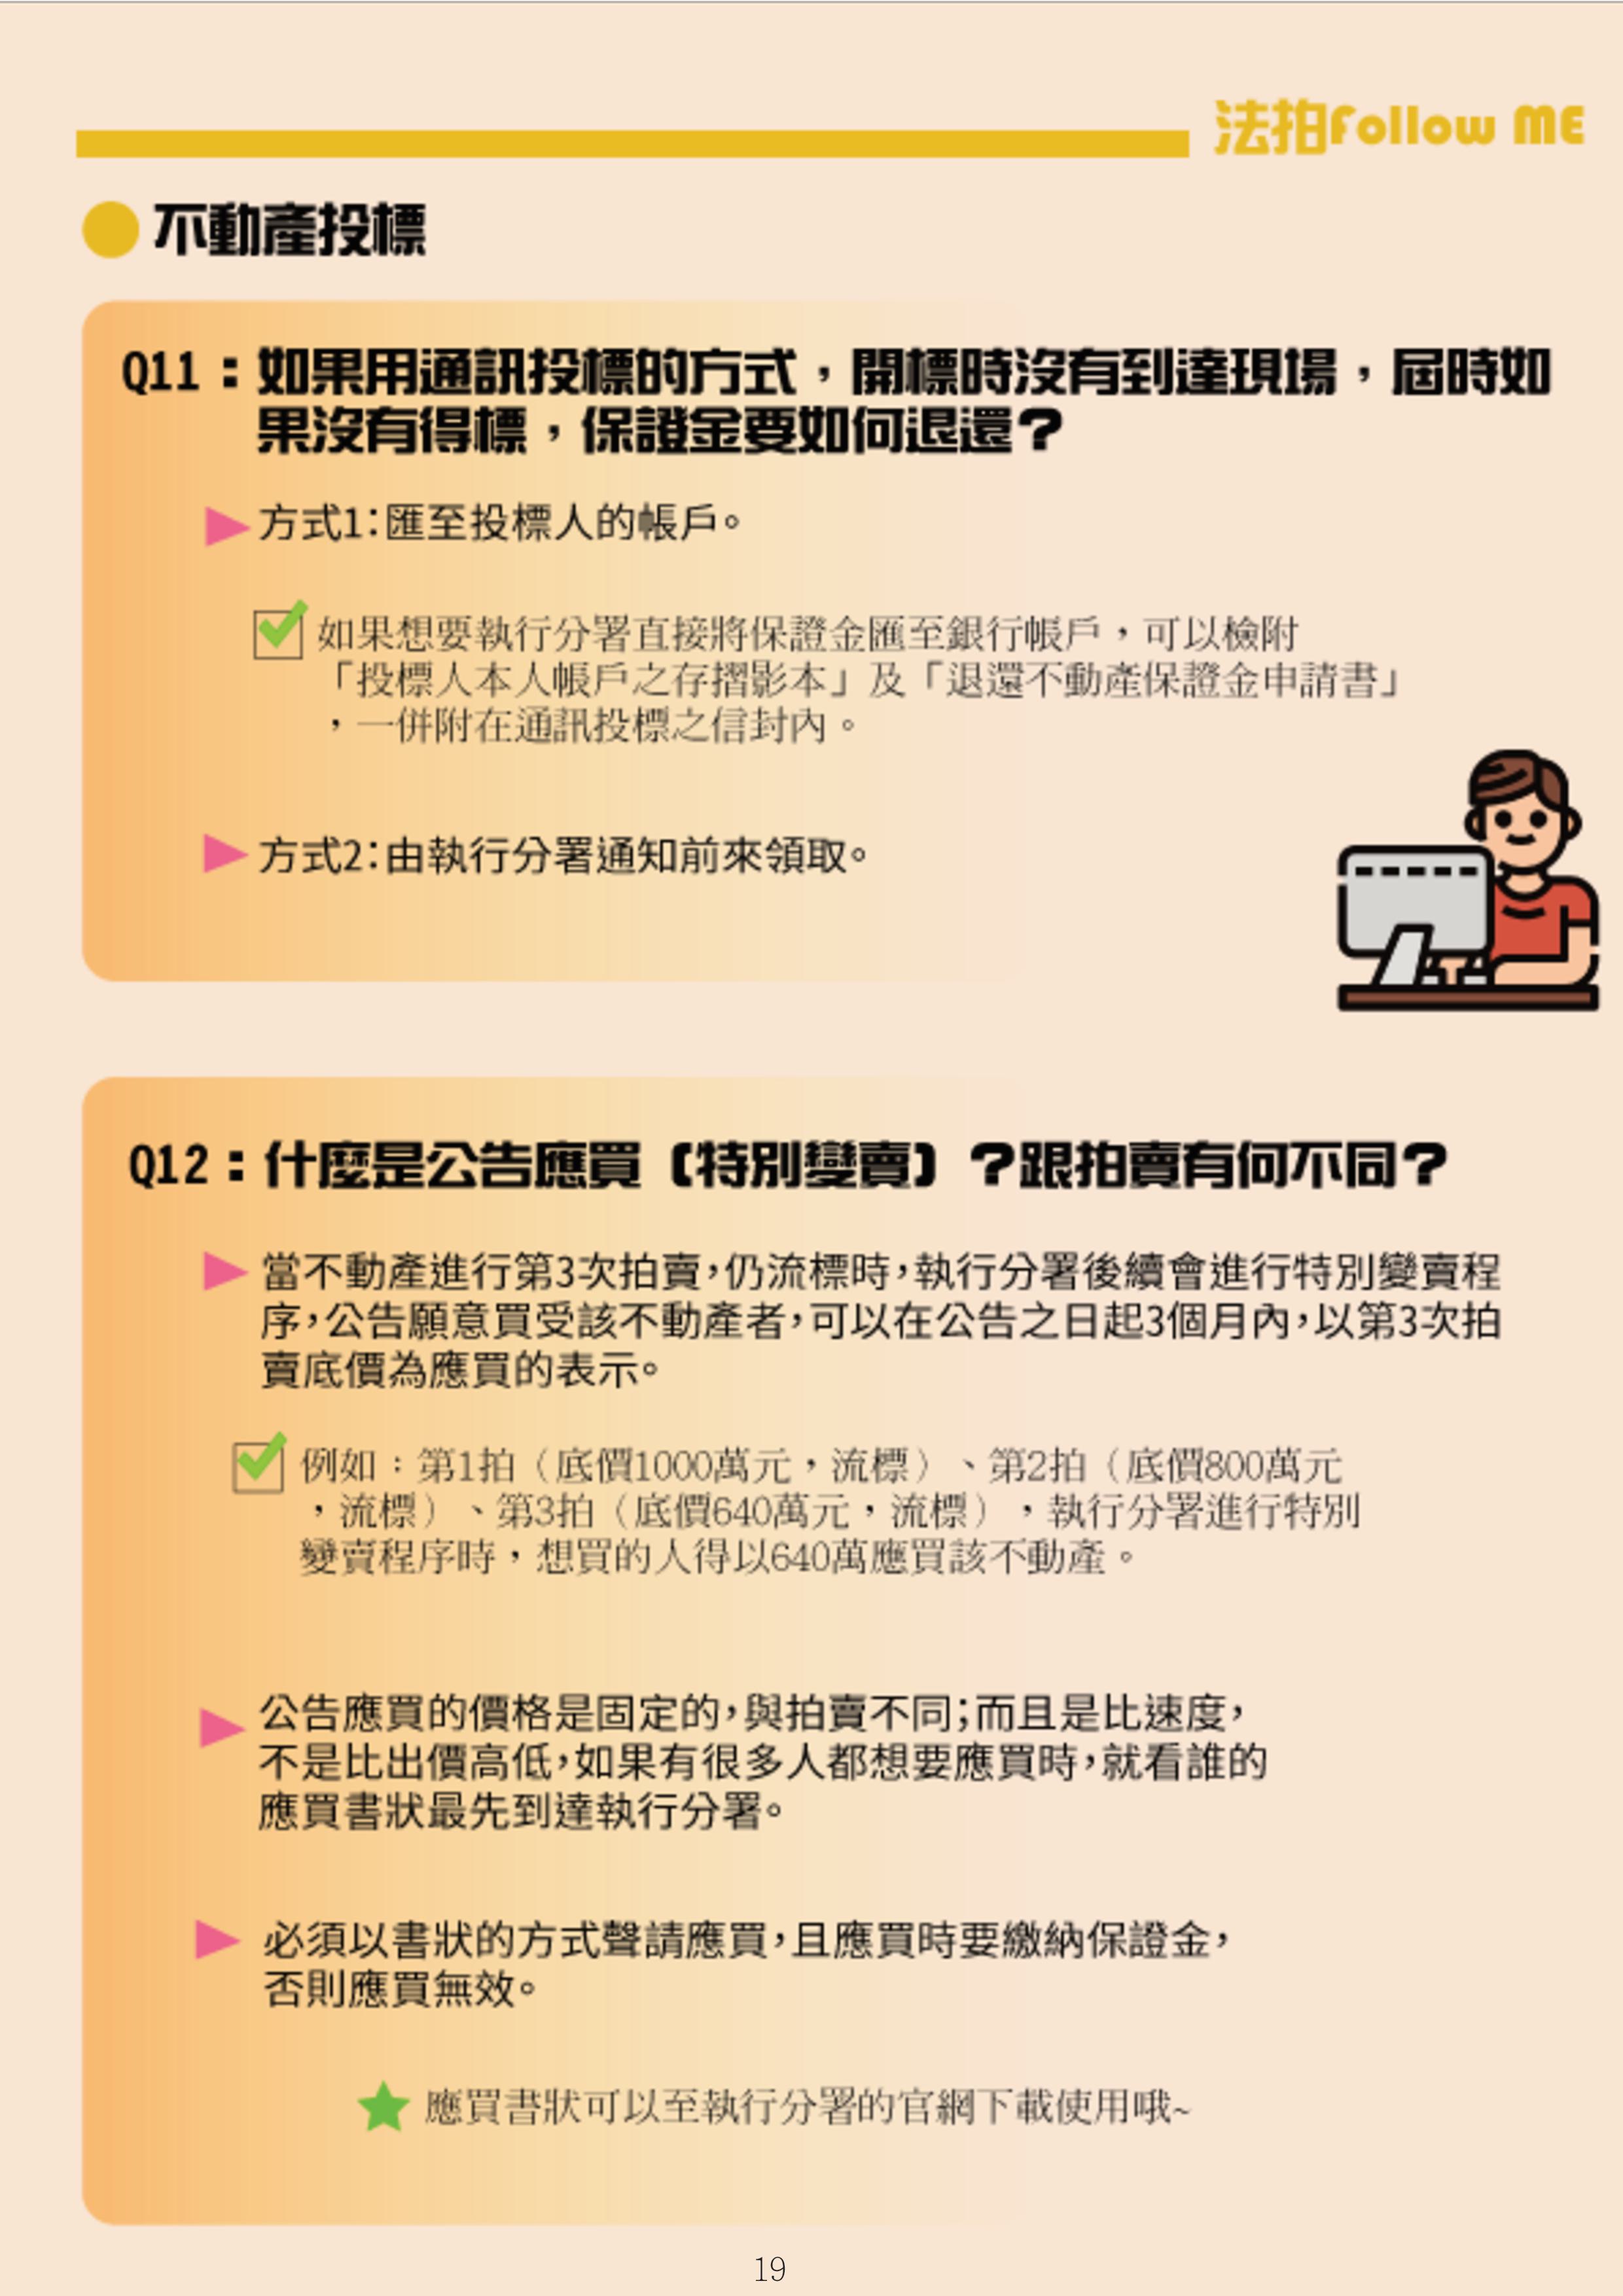 法拍Follow ME
不動產投標
Q11：如果用通訊投標的方式，開標時沒有到達現場，屆時如
果沒有得標，保證金要如何退還？
方式1：匯至投標人的帳戶。
如果想要執行分署直接將保證金匯至銀行帳戶，可以檢附
「投標人本人帳戶之存摺影本」及「退還不動產保證金申請書」
，一併附在通訊投標之信封內。
方式2：由執行分署通知前來領取。
Q12：什麼是公告應買（特別變賣）？跟拍賣有何不同？
當不動產進行第3次拍賣，仍流標時，執行分署後續會進行特別變賣程
序，公告願意買受該不動產者，可以在公告之日起3個月內，以第3次拍
賣底價為應買的表示。
例如：第1拍（底價1000萬元，流標）、第2拍（底價800萬元
，流標）、第3拍（底價640萬元，流標），執行分署進行特別
變賣程序時，想買的人得以640萬應買該不動產。
公告應買的價格是固定的，與拍賣不同；而且是比速度，
不是比出價高低，如果有很多人都想要應買時，就看誰的
應買書狀最先到達執行分署。
必須以書狀的方式聲請應買，且應買時要繳納保證金，
否則應買無效。
應買書狀可以至執行分署的官網下載使用哦~
19